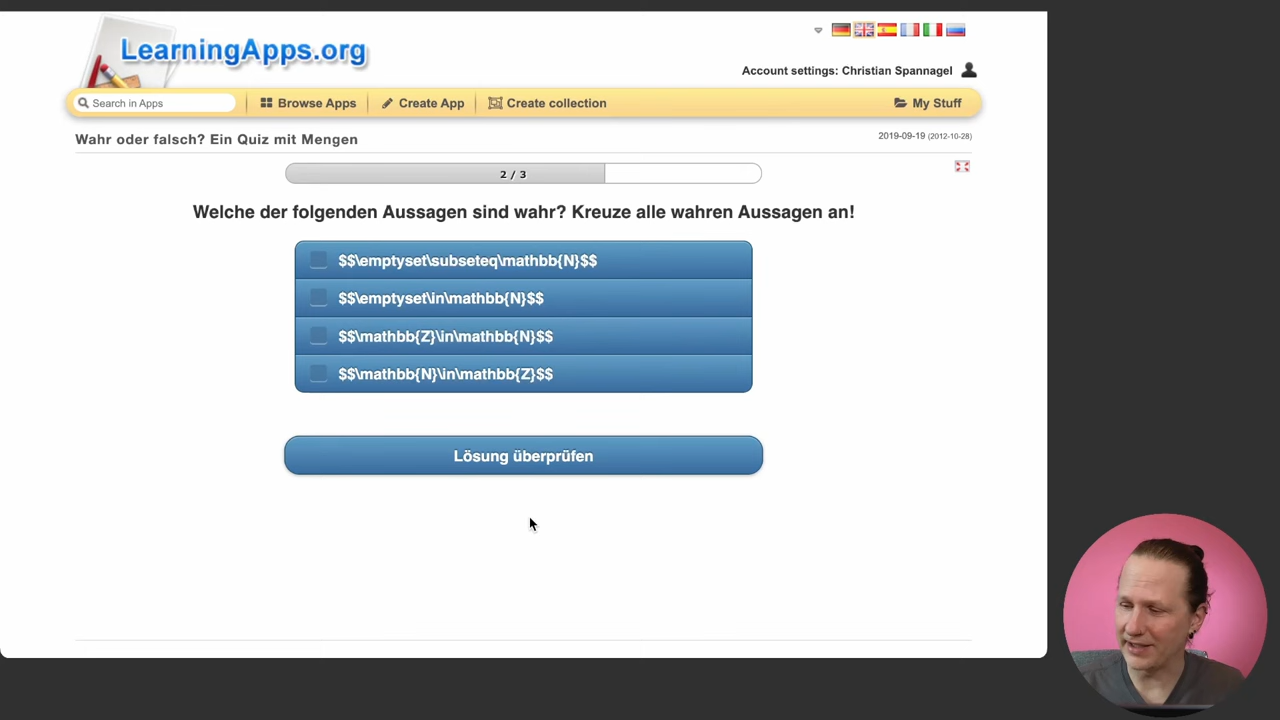 LearningApps.org
Account settings: Christian Spannagel
Search in Apps
Browse Apps
Create App
Create collection
My Stuff
Wahr oder falsch? Ein Quiz mit Mengen
2019-09-19 (2012-10-28)
2 / 3
Welche der folgenden Aussagen sind wahr? Kreuze alle wahren Aussagen an!
$$\emptyset\subseteq\mathbb{N}$$
$$\emptyset\in\mathbb{N}$$
$$\mathbb{Z}\in\mathbb{N}$$
$$\mathbb{N}\in\mathbb{Z}$$
Lösung überprüfen